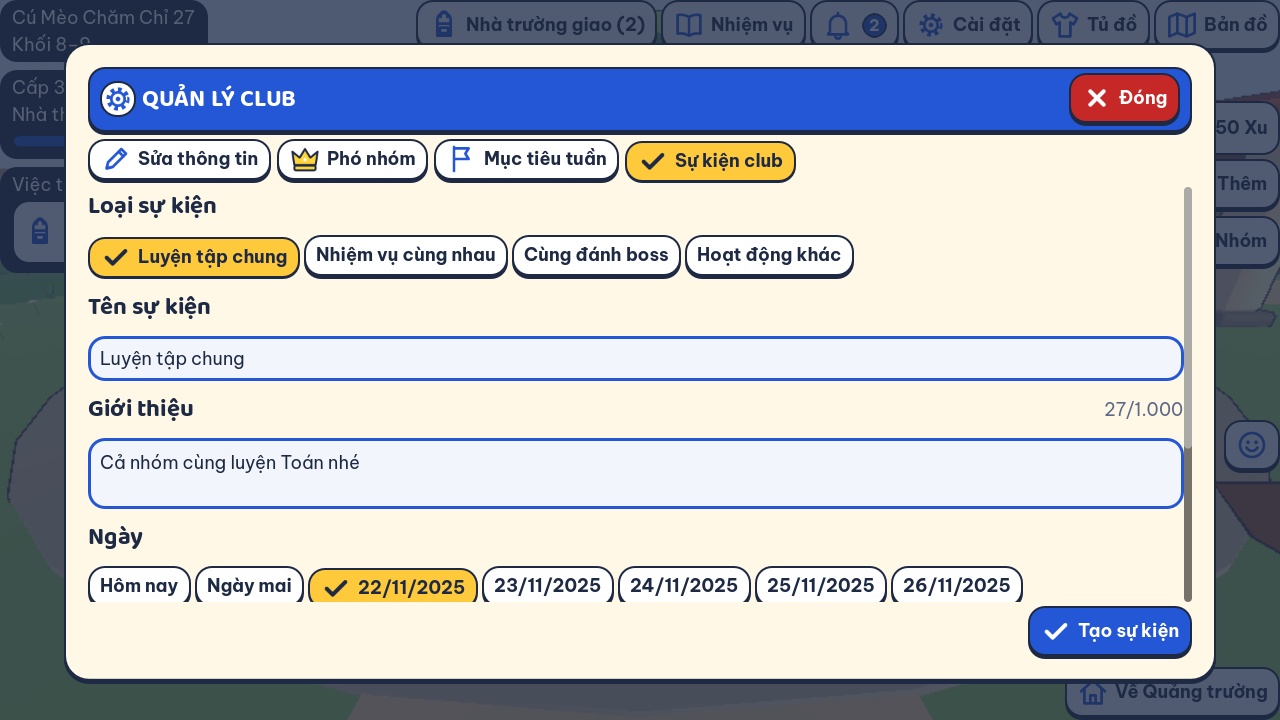 Cú Mèo Chăm Chỉ 27
Khối 8–9
Nhà trường giao (2)
Nhiệm vụ
2
Cài đặt
Tủ đồ
Bản đồ
Cấp 3
Nhà
Việc
50 Xu
Thêm
Nhóm
QUẢN LÝ CLUB
Đóng
Sửa thông tin
Phó nhóm
Mục tiêu tuần
Sự kiện club
Loại sự kiện
Luyện tập chung
Nhiệm vụ cùng nhau
Cùng đánh boss
Hoạt động khác
Tên sự kiện
Luyện tập chung
Giới thiệu
27/1.000
Cả nhóm cùng luyện Toán nhé
Ngày
Hôm nay
Ngày mai
22/11/2025
23/11/2025
24/11/2025
25/11/2025
26/11/2025
Tạo sự kiện
Về Quảng trường